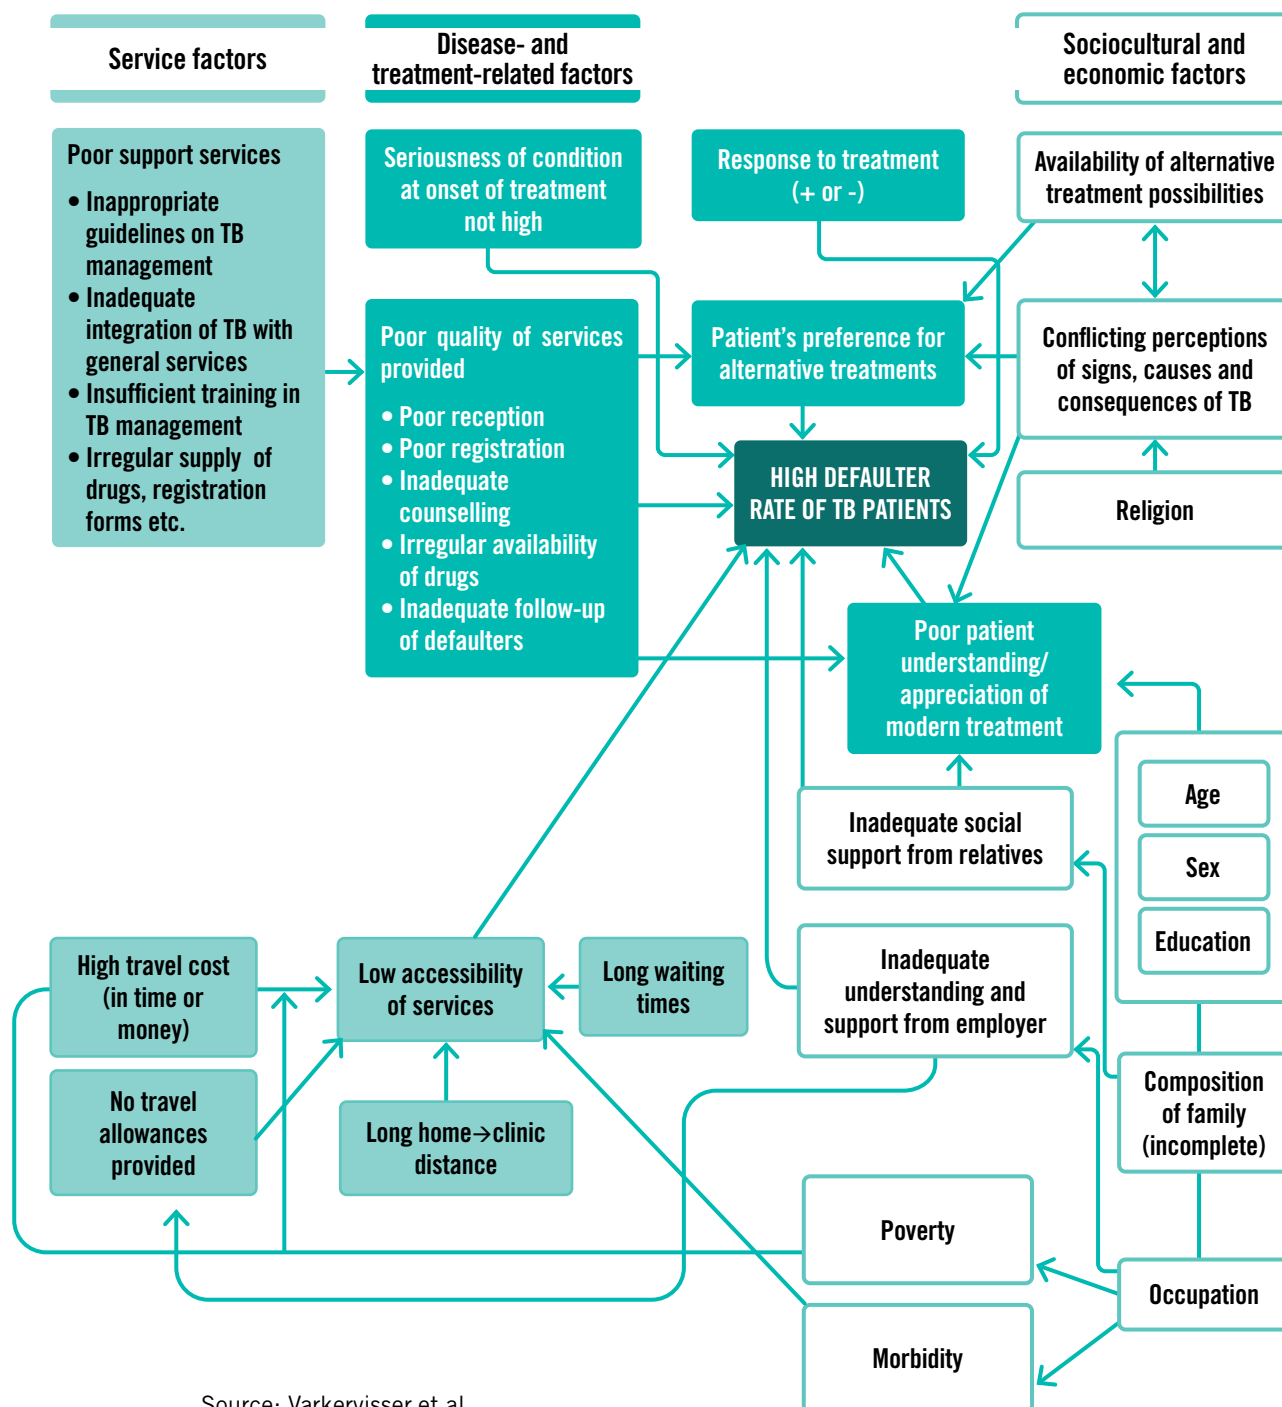 Service factors
Disease- and
treatment-related factors
Sociocultural and
economic factors
Poor support services
• Inappropriate
guidelines on TB
management
• Inadequate
integration of TB with
general services
• Insufficient training in
TB management
• Irregular supply of
drugs, registration
forms etc.
Seriousness of condition
at onset of treatment
not high
Response to treatment
(+ or -)
Availability of alternative
treatment possibilities
Poor quality of services
provided
• Poor reception
• Poor registration
• Inadequate
counselling
• Irregular availability
of drugs
• Inadequate follow-up
of defaulters
Patient's preference for
alternative treatments
Conflicting perceptions
of signs, causes and
consequences of TB
HIGH DEFAULTER
RATE OF TB PATIENTS
Religion
Poor patient
understanding/
appreciation of
modern treatment
Age
Sex
Education
Inadequate social
support from relatives
High travel cost
(in time or
money)
Low accessibility
of services
Long waiting
times
Inadequate
understanding and
support from employer
No travel
allowances
provided
Long home→clinic
distance
Composition
of family
(incomplete)
Poverty
Occupation
Morbidity
Source: Varkervisser et al